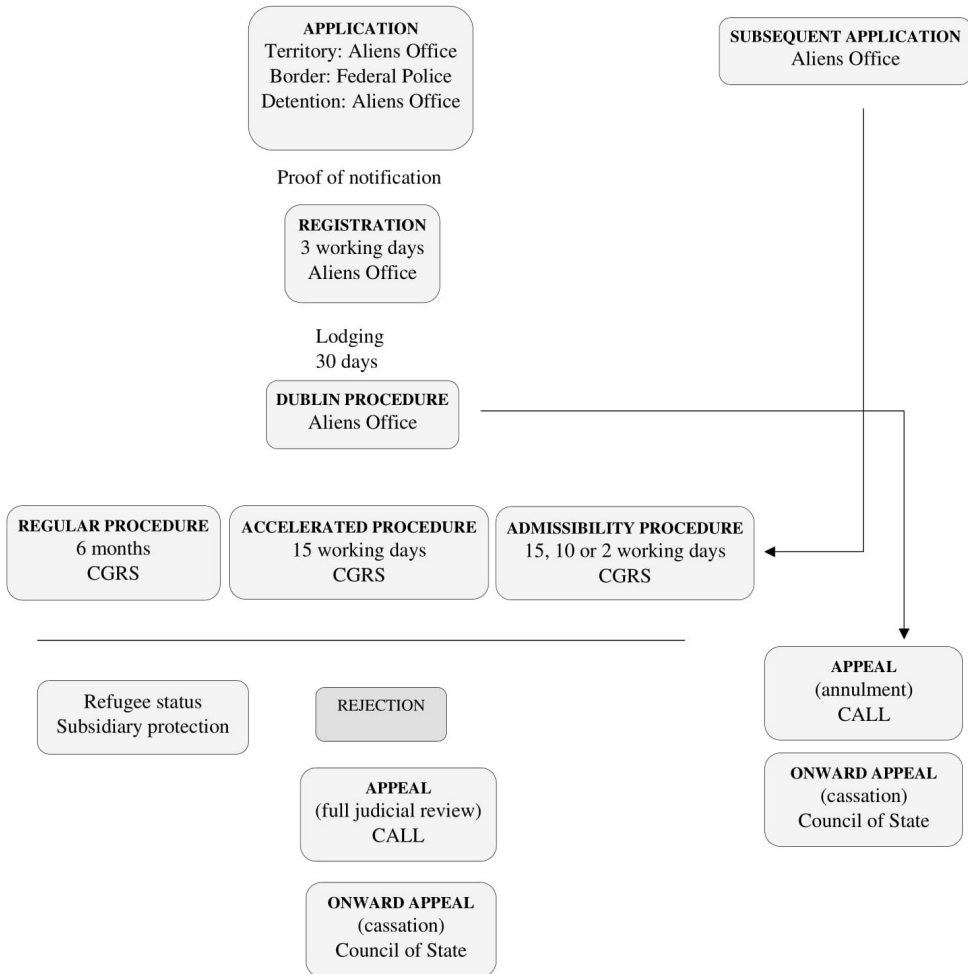 APPLICATION
Territory: Aliens Office
Border: Federal Police
Detention: Aliens Office
SUBSEQUENT APPLICATION
Aliens Office
Proof of notification
REGISTRATION
3 working days
Aliens Office
Lodging
30 days
DUBLIN PROCEDURE
Aliens Office
REGULAR PROCEDURE
6 months
CGRS
ACCELERATED PROCEDURE
15 working days
CGRS
ADMISSIBILITY PROCEDURE
15, 10 or 2 working days
CGRS
Refugee status
Subsidiary protection
REJECTION
APPEAL
(full judicial review)
CALL
ONWARD APPEAL
(cassation)
Council of State
APPEAL
(annulment)
CALL
ONWARD APPEAL
(cassation)
Council of State